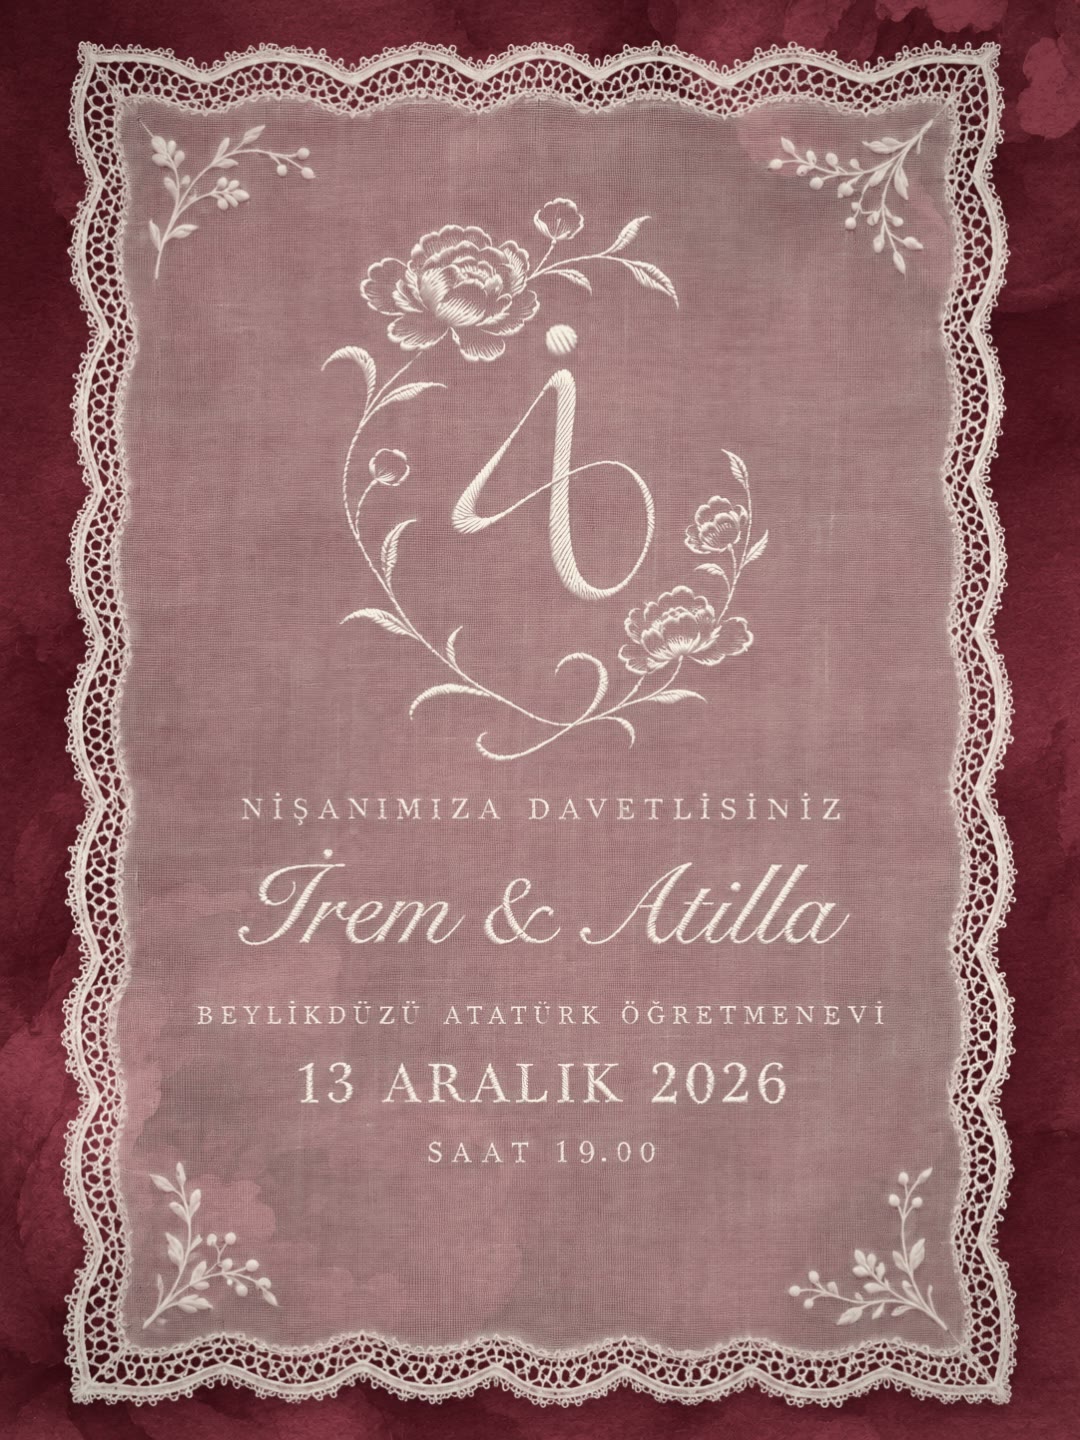 NİŞANIMIZA DAVETLİSİNİZ
İrem & Atilla
BEYLİKDÜZÜ ATATÜRK ÖĞRETMENEVİ
13 ARALIK 2026
SAAT 19.00